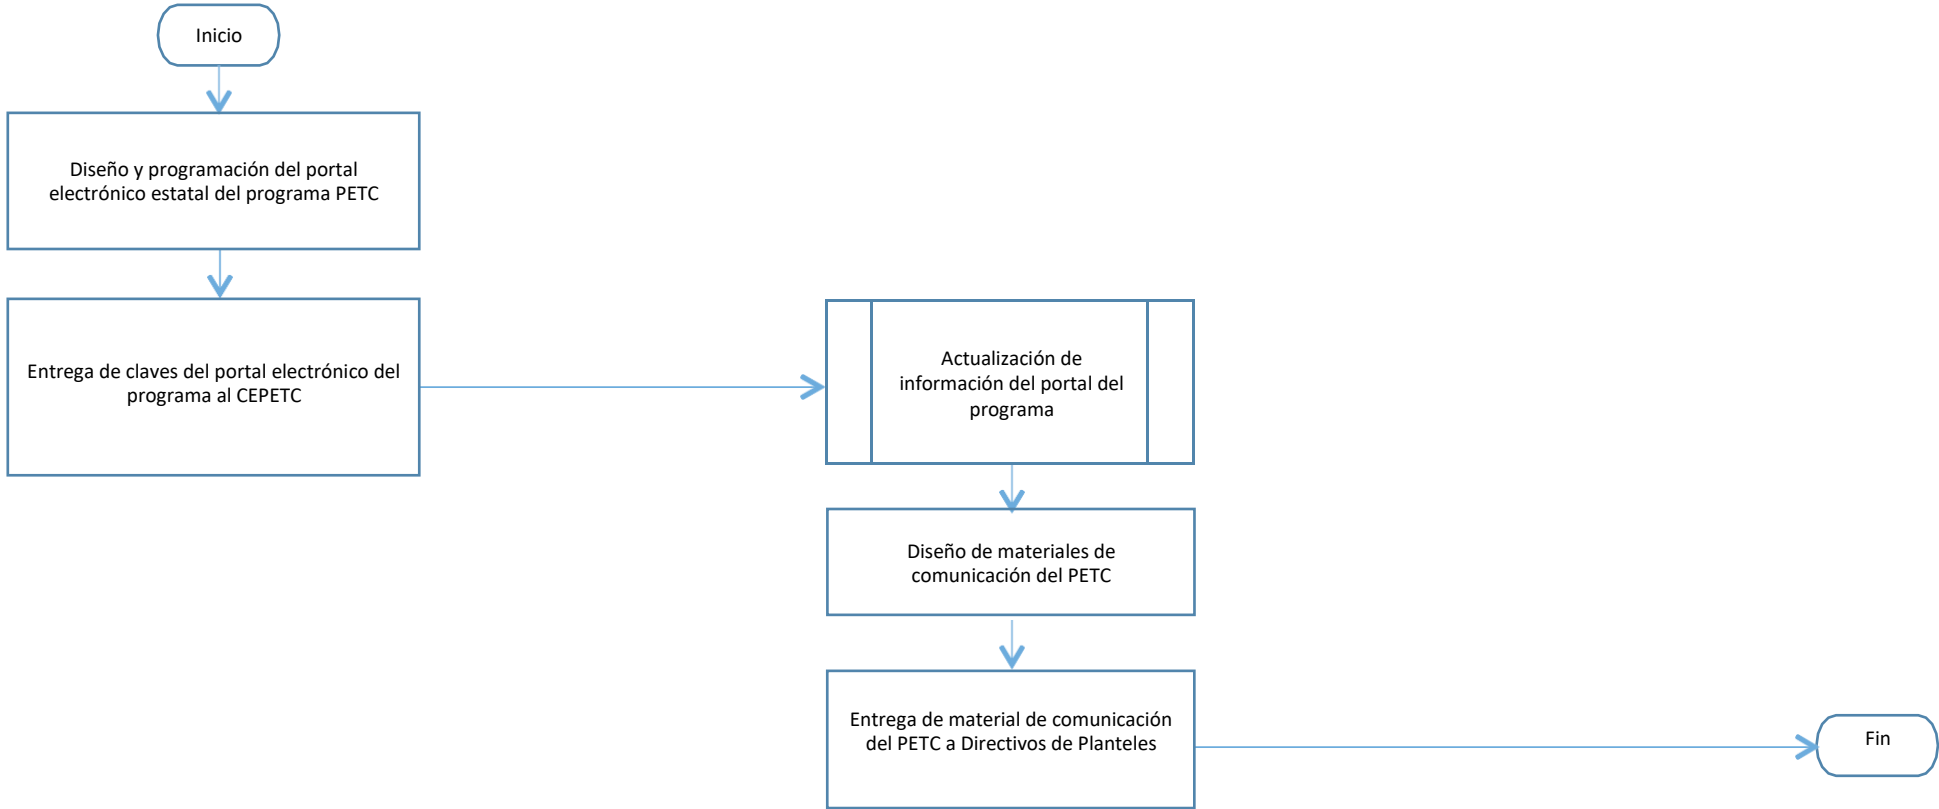 Inicio
Diseño y programación del portal
electrónico estatal del programa PETC
Entrega de claves del portal electrónico del
programa al CEPETC
Actualización de
información del portal del
programa
Diseño de materiales de
comunicación del PETC
Entrega de material de comunicación
del PETC a Directivos de Planteles
Fin